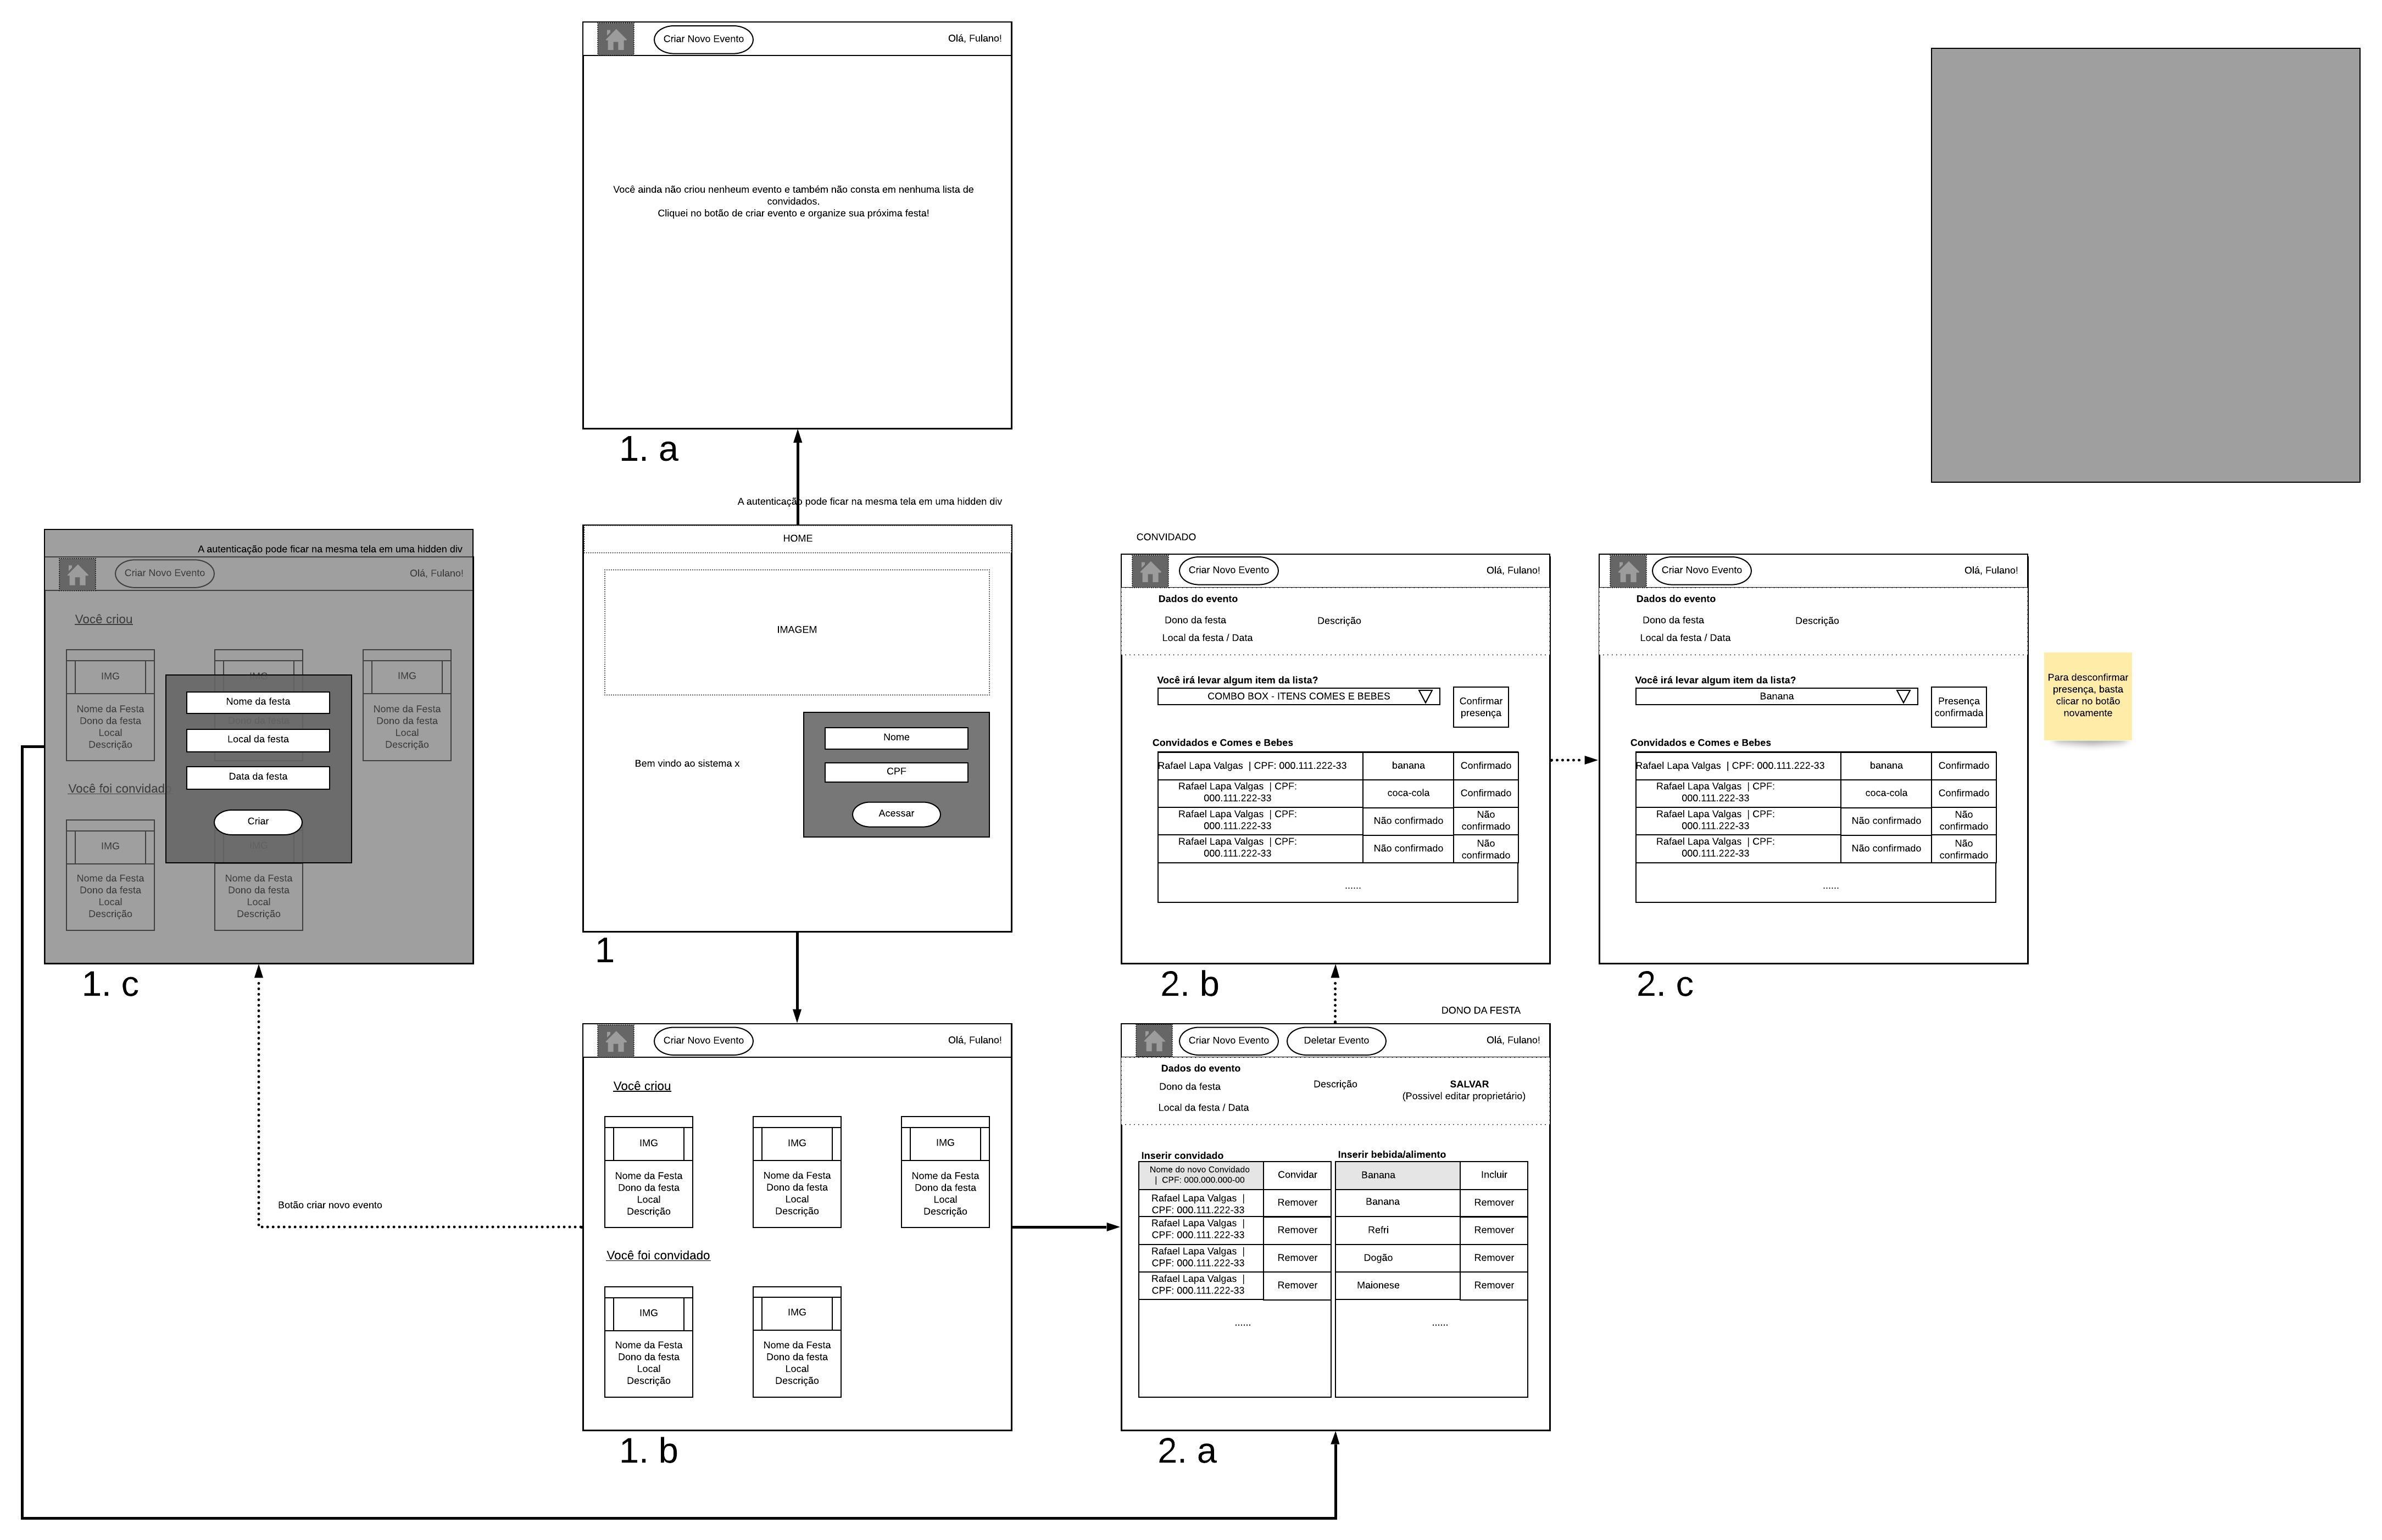 Criar Novo Evento
Olá, Fulano!
Você ainda não criou nenheum evento e também não consta em nenhuma lista de
convidados.
Cliquei no botão de criar evento e organize sua próxima festa!
1. a
A autenticação pode ficar na mesma tela em uma hidden div
HOME
IMAGEM
Bem vindo ao sistema x
Nome
CPF
Acessar
1
A autenticação pode ficar na mesma tela em uma hidden div
Criar Novo Evento
Olá, Fulano!
Você criou
IMG
IMG
IMG
Nome da Festa
Dono da festa
Local
Descrição
Nome da Festa
Dono da festa
Local
Descrição
Nome da festa
Local da festa
Data da festa
Criar
Você foi convidado
IMG
IMG
Nome da Festa
Dono da festa
Local
Descrição
Nome da Festa
Dono da festa
Local
Descrição
1. c
Botão criar novo evento
Criar Novo Evento
Olá, Fulano!
Você criou
IMG
Nome da Festa
Dono da festa
Local
Descrição
IMG
Nome da Festa
Dono da festa
Local
Descrição
IMG
Nome da Festa
Dono da festa
Local
Descrição
Você foi convidado
IMG
Nome da Festa
Dono da festa
Local
Descrição
IMG
Nome da Festa
Dono da festa
Local
Descrição
1. b
CONVIDADO
Criar Novo Evento
Olá, Fulano!
Dados do evento
Dono da festa
Descrição
Local da festa / Data
Você irá levar algum item da lista?
COMBO BOX - ITENS COMES E BEBES
Confirmar
presença
Convidados e Comes e Bebes
Rafael Lapa Valgas | CPF: 000.111.222-33
banana
Confirmado
Rafael Lapa Valgas | CPF:
000.111.222-33
coca-cola
Confirmado
Rafael Lapa Valgas | CPF:
000.111.222-33
Não confirmado
Não
confirmado
Rafael Lapa Valgas | CPF:
000.111.222-33
Não confirmado
Não
confirmado
......
2. b
Criar Novo Evento
Olá, Fulano!
Dados do evento
Dono da festa
Descrição
Local da festa / Data
Você irá levar algum item da lista?
Banana
Presença
confirmada
Convidados e Comes e Bebes
Rafael Lapa Valgas | CPF: 000.111.222-33
banana
Confirmado
Rafael Lapa Valgas | CPF:
000.111.222-33
coca-cola
Confirmado
Rafael Lapa Valgas | CPF:
000.111.222-33
Não confirmado
Não
confirmado
Rafael Lapa Valgas | CPF:
000.111.222-33
Não confirmado
Não
confirmado
......
2. c
Para desconfirmar
presença, basta
clicar no botão
novamente
DONO DA FESTA
Criar Novo Evento
Deletar Evento
Olá, Fulano!
Dados do evento
Dono da festa
Descrição
SALVAR
(Possivel editar proprietário)
Local da festa / Data
Inserir convidado
Nome do novo Convidado
| CPF: 000.000.000-00
Convidar
Rafael Lapa Valgas |
CPF: 000.111.222-33
Remover
Rafael Lapa Valgas |
CPF: 000.111.222-33
Remover
Rafael Lapa Valgas |
CPF: 000.111.222-33
Remover
Rafael Lapa Valgas |
CPF: 000.111.222-33
Remover
......
Inserir bebida/alimento
Banana
Incluir
Banana
Remover
Refri
Remover
Dogão
Remover
Maionese
Remover
......
2. a